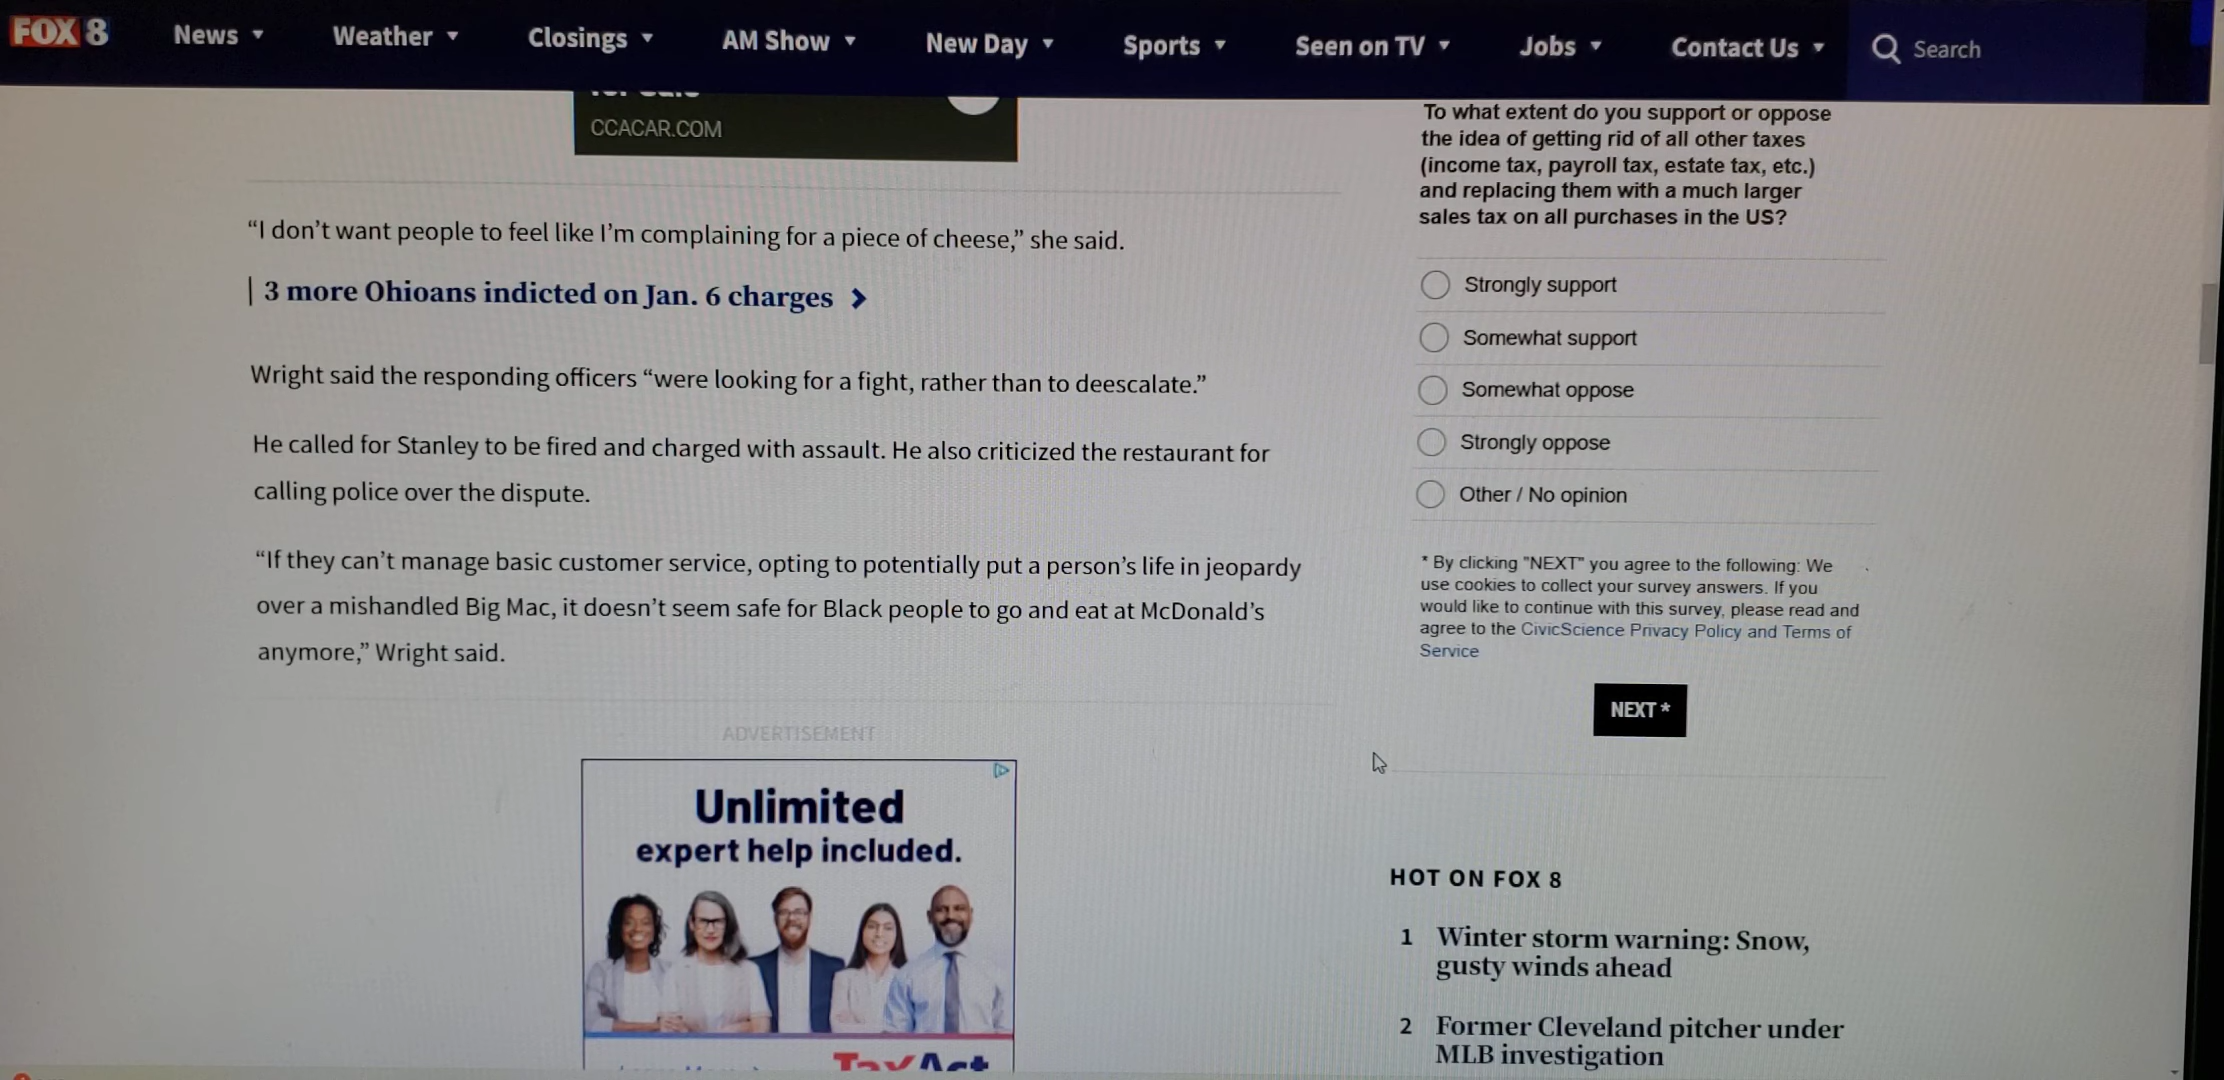 FOX 8
News
Weather
Closings
AM Show
New Day
Sports
Seen on TV
Jobs
Contact Us
Search
CCACAR.COM
“I don’t want people to feel like I’m complaining for a piece of cheese,” she said.
| 3 more Ohioans indicted on Jan. 6 charges
Wright said the responding officers “were looking for a fight, rather than to deescalate.”
He called for Stanley to be fired and charged with assault. He also criticized the restaurant for
calling police over the dispute.
“If they can’t manage basic customer service, opting to potentially put a person’s life in jeopardy
over a mishandled Big Mac, it doesn’t seem safe for Black people to go and eat at McDonald’s
anymore,” Wright said.
ADVERTISEMENT
Unlimited
expert help included.
TaxAct
To what extent do you support or oppose
the idea of getting rid of all other taxes
(income tax, payroll tax, estate tax, etc.)
and replacing them with a much larger
sales tax on all purchases in the US?
Strongly support
Somewhat support
Somewhat oppose
Strongly oppose
Other / No opinion
* By clicking "NEXT" you agree to the following: We
use cookies to collect your survey answers. If you
would like to continue with this survey, please read and
agree to the CivicScience Privacy Policy and Terms of
Service
NEXT *
HOT ON FOX 8
1 Winter storm warning: Snow,
gusty winds ahead
2 Former Cleveland pitcher under
MLB investigation